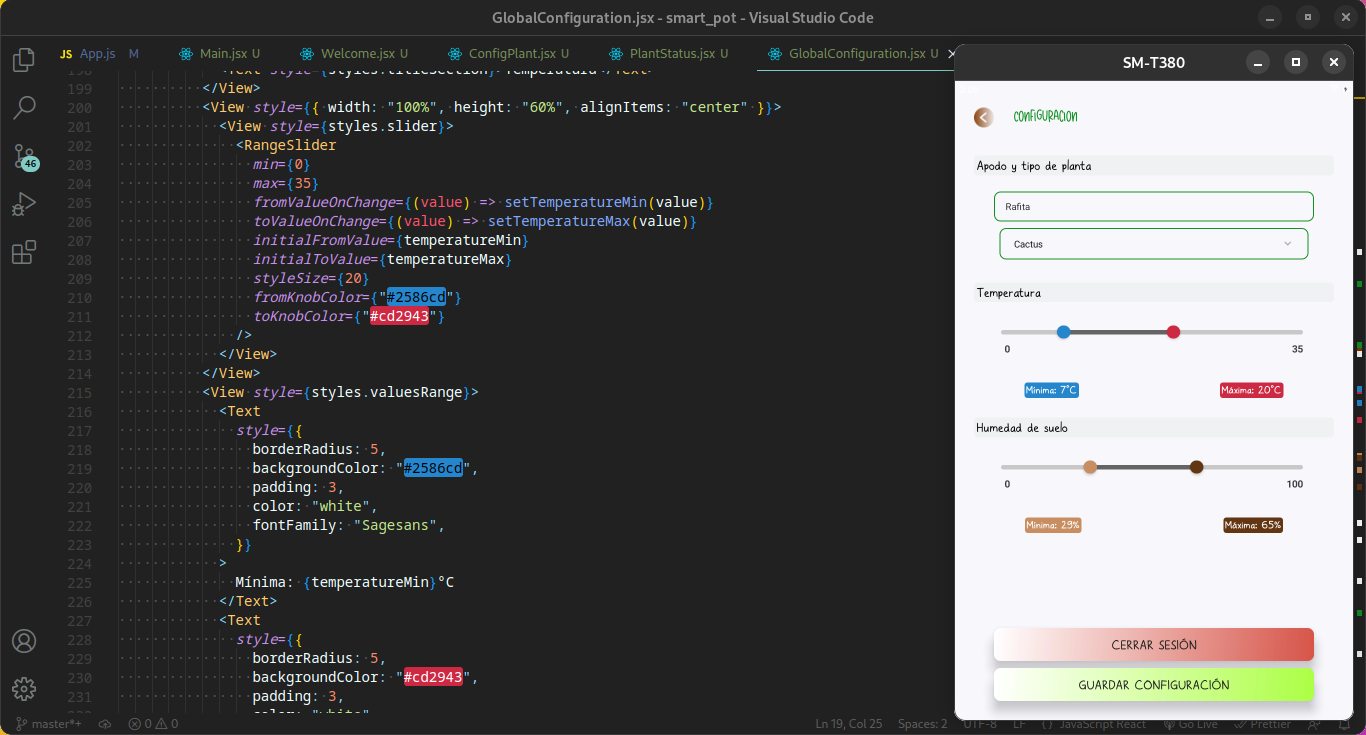 GlobalConfiguration.jsx - smart_pot - Visual Studio Code
JS App.js M Main.jsx U Welcome.jsx U ConfigPlant.jsx U PlantStatus.jsx U GlobalConfiguration.jsx U
198 <Text style={styles.titleSection}>Temperatura</Text>
199 </View>
200 <View style={{ width: "100%", height: "60%", alignItems: "center" }}>
201 <View style={styles.slider}>
202 <RangeSlider
203 min={0}
204 max={35}
205 fromValueOnChange={(value) => setTemperatureMin(value)}
206 toValueOnChange={(value) => setTemperatureMax(value)}
207 initialFromValue={temperatureMin}
208 initialToValue={temperatureMax}
209 styleSize={20}
210 fromKnobColor={"#2586cd"}
211 toKnobColor={"#cd2943"}
212 />
213 </View>
214 </View>
215 <View style={styles.valuesRange}>
216 <Text
217 style={{
218 borderRadius: 5,
219 backgroundColor: "#2586cd",
220 padding: 3,
221 color: "white",
222 fontFamily: "Sagesans",
223 }}
224 >
225 Mínima: {temperatureMin}°C
226 </Text>
227 <Text
228 style={{
229 borderRadius: 5,
230 backgroundColor: "#cd2943",
231 padding: 3,
color: "white",
46
master*+ 0 0 Ln 19, Col 25 Spaces: 2 UTF-8 LF {} JavaScript React Go Live Prettier
SM-T380
CONFIGURACION
Apodo y tipo de planta
Rafita
Cactus
Temperatura
0 35
Mínima: 7°C Máxima: 20°C
Humedad de suelo
0 100
Mínima: 29% Máxima: 65%
CERRAR SESIÓN
GUARDAR CONFIGURACIÓN